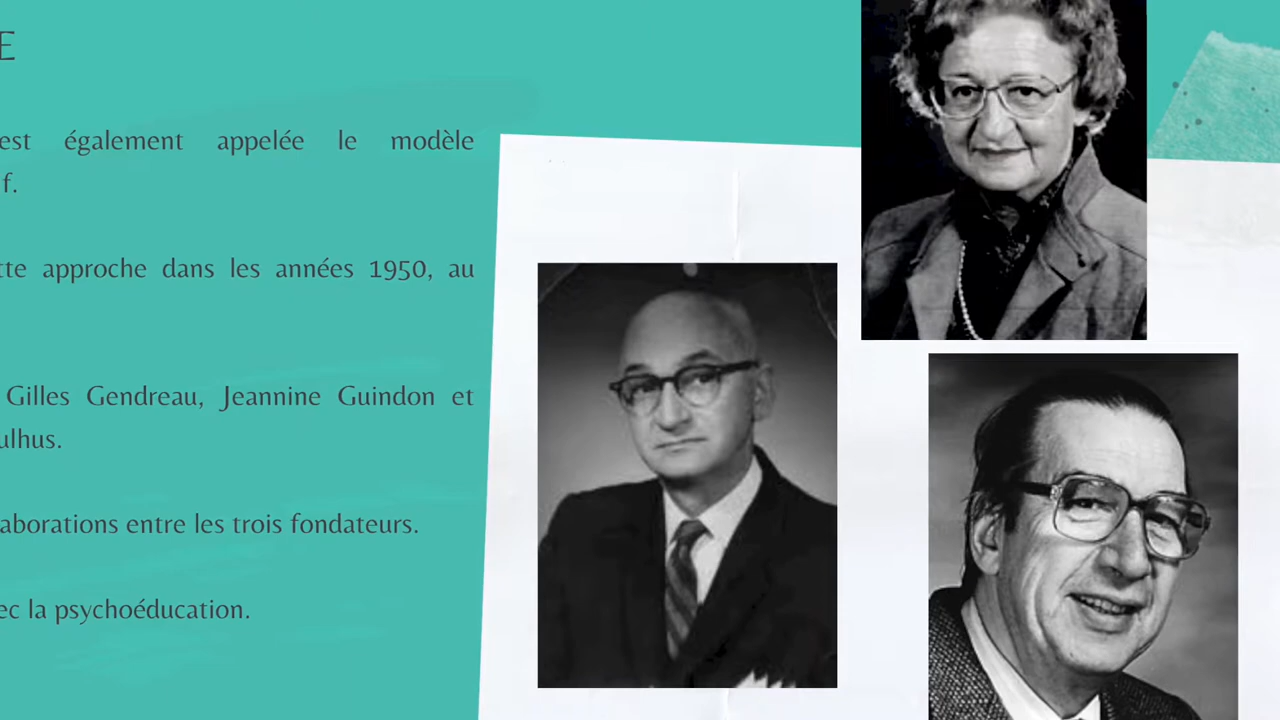 E
est également appelée le modèle
f.
tte approche dans les années 1950, au
Gilles Gendreau, Jeannine Guindon et
ulhus.
aborations entre les trois fondateurs.
ec la psychoéducation.